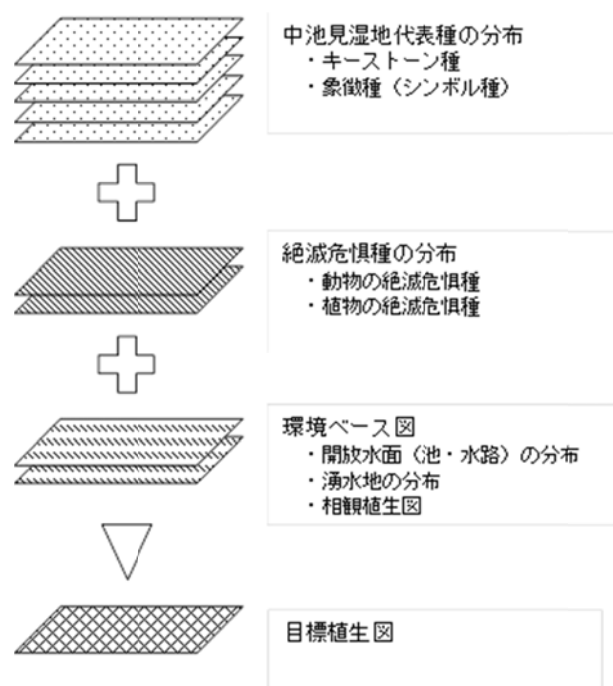 中池見湿地代表種の分布
・キーストーン種
・象徴種（シンボル種）
絶滅危惧種の分布
・動物の絶滅危惧種
・植物の絶滅危惧種
環境ベース図
・開放水面（池・水路）の分布
・湧水地の分布
・相観植生図
目標植生図